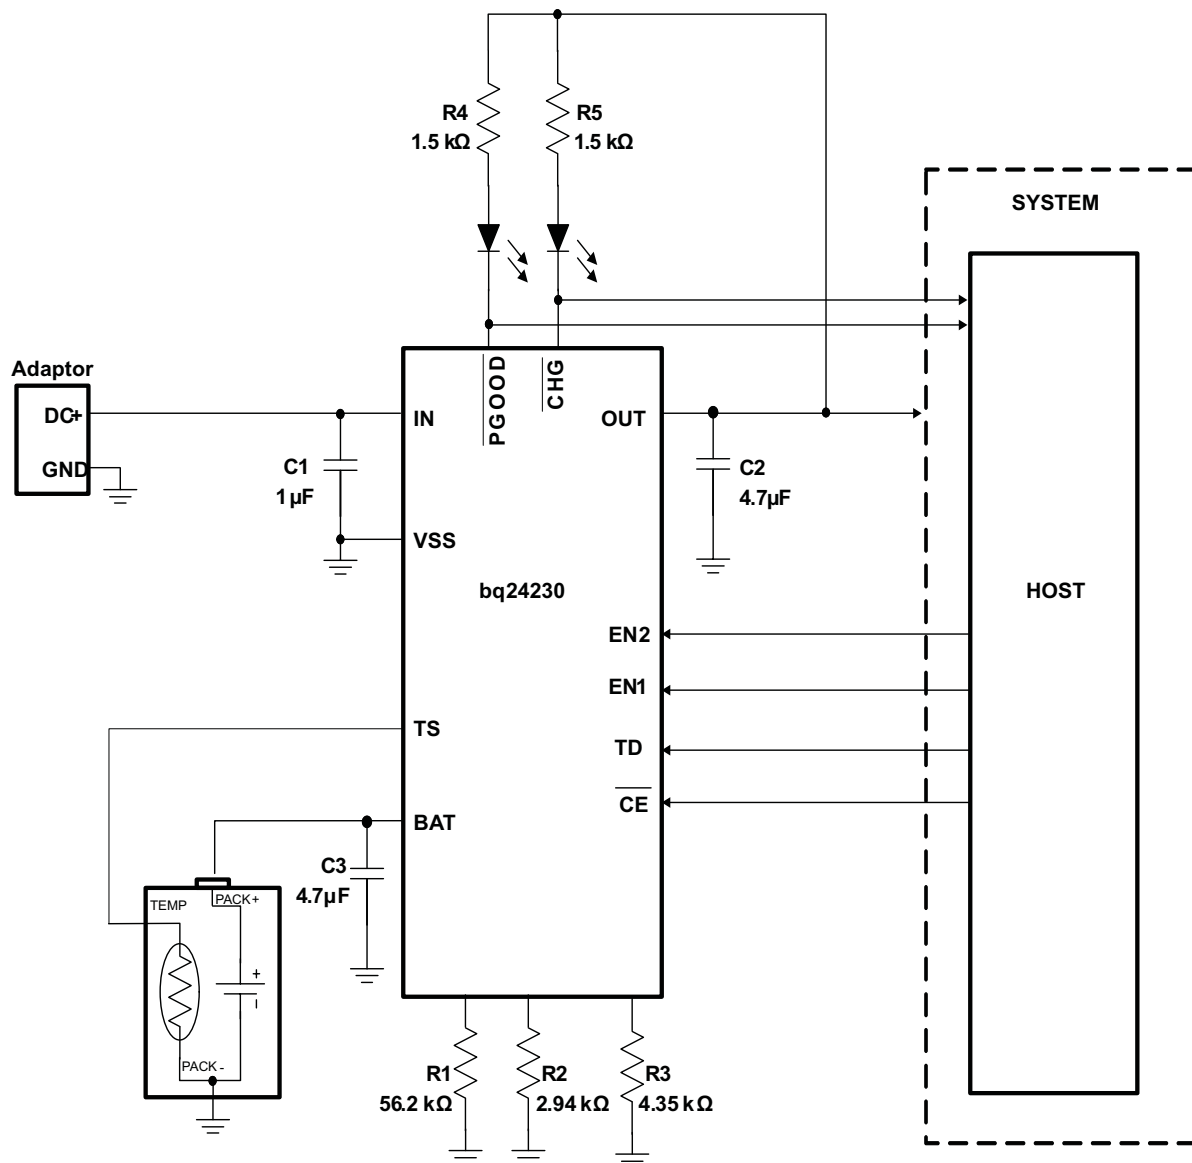 R4
1.5 kΩ
R5
1.5 kΩ
SYSTEM
Adaptor
DC+
GND
C1
1µF
IN
VSS
PGOOD
CHG
OUT
C2
4.7µF
bq24230
HOST
EN2
EN1
TD
CE
TS
BAT
C3
4.7µF
TEMP
PACK+
+
–
PACK-
R1
56.2 kΩ
R2
2.94 kΩ
R3
4.35 kΩ